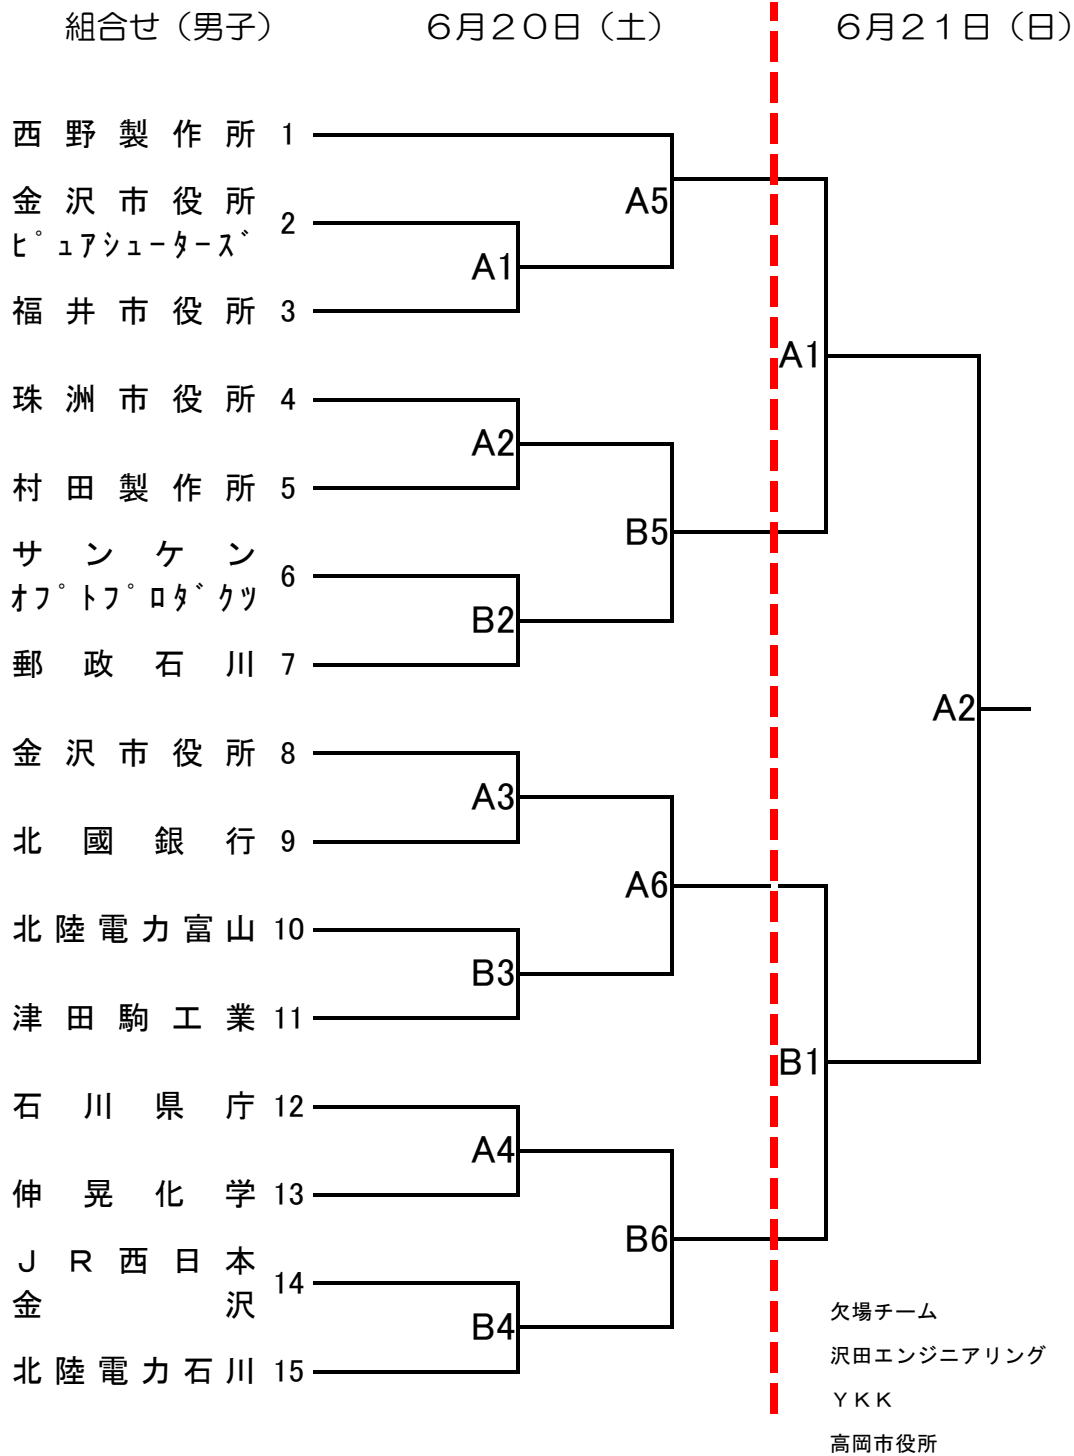 組合せ（男子）　６月２０日（土）　６月２１日（日）
西野製作所 1
A5
金沢市役所
ﾋﾟｭｱｼｭｰﾀｰｽﾞ 2
A1
福井市役所 3
A1
珠洲市役所 4
A2
村田製作所 5
B5
サンケン
ｵﾌﾟﾄﾌﾟﾛﾀﾞｸﾂ 6
B2
郵政石川 7
A2
金沢市役所 8
A3
北國銀行 9
A6
北陸電力富山 10
B3
津田駒工業 11
B1
石川県庁 12
A4
伸晃化学 13
B6
ＪＲ西日本
金沢 14
B4
北陸電力石川 15
欠場チーム
沢田エンジニアリング
ＹＫＫ
高岡市役所